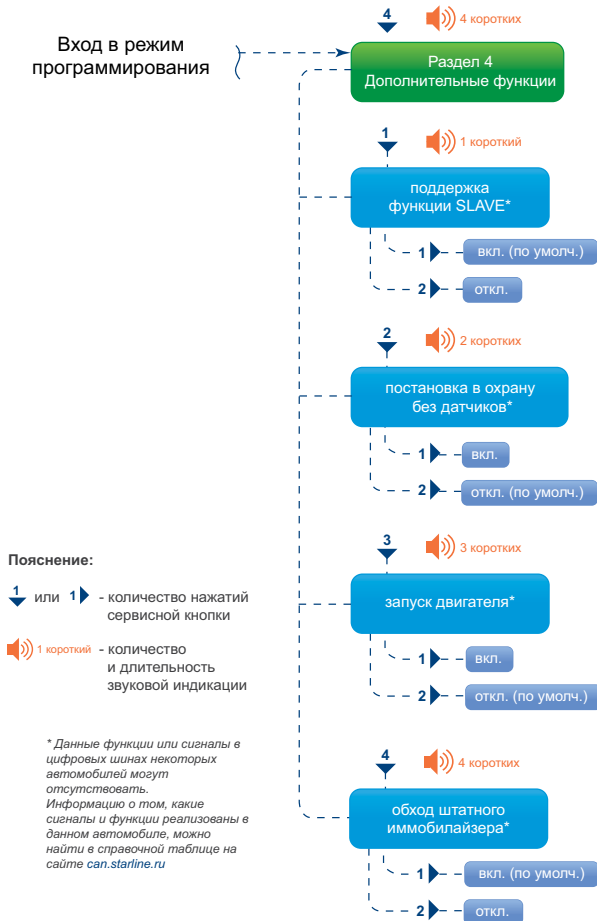 4
4 коротких
Вход в режим
программирования
Раздел 4
Дополнительные функции
1
1 короткий
поддержка
функции SLAVE*
1
вкл. (по умолч.)
2
откл.
2
2 коротких
постановка в охрану
без датчиков*
1
вкл.
2
откл. (по умолч.)
3
3 коротких
запуск двигателя*
1
вкл.
2
откл. (по умолч.)
4
4 коротких
обход штатного
иммобилайзера*
1
вкл. (по умолч.)
2
откл.
Пояснение:
1 или 1 - количество нажатий
сервисной кнопки
1 короткий - количество
и длительность
звуковой индикации
* Данные функции или сигналы в
цифровых шинах некоторых
автомобилей могут
отсутствовать.
Информацию о том, какие
сигналы и функции реализованы в
данном автомобиле, можно
найти в справочной таблице на
сайте can.starline.ru